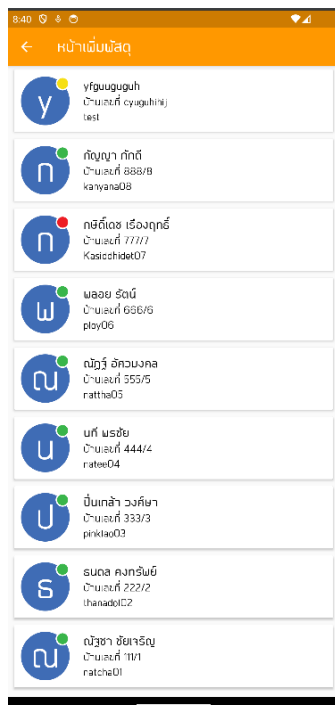 8:40
หน้าเพิ่มพัสดุ
y
yfguuguguh
บ้านเลขที่ cyuguhihij
test
ก
กัญญา ภักดี
บ้านเลขที่ 888/8
kanyana08
ก
กษิดิ์เดช เรืองฤทธิ์
บ้านเลขที่ 777/7
Kasiddhidet07
พ
พลอย รัตน์
บ้านเลขที่ 666/6
ploy06
ณ
ณัฏฐ์ อัศวมงคล
บ้านเลขที่ 555/5
nattha05
น
นที พรชัย
บ้านเลขที่ 444/4
natee04
ป
ปิ่นเกล้า วงศ์ษา
บ้านเลขที่ 333/3
pinklao03
ธ
ธนดล คงทรัพย์
บ้านเลขที่ 222/2
thanadol02
ณ
ณัฐชา ชัยเจริญ
บ้านเลขที่ 111/1
natcha01